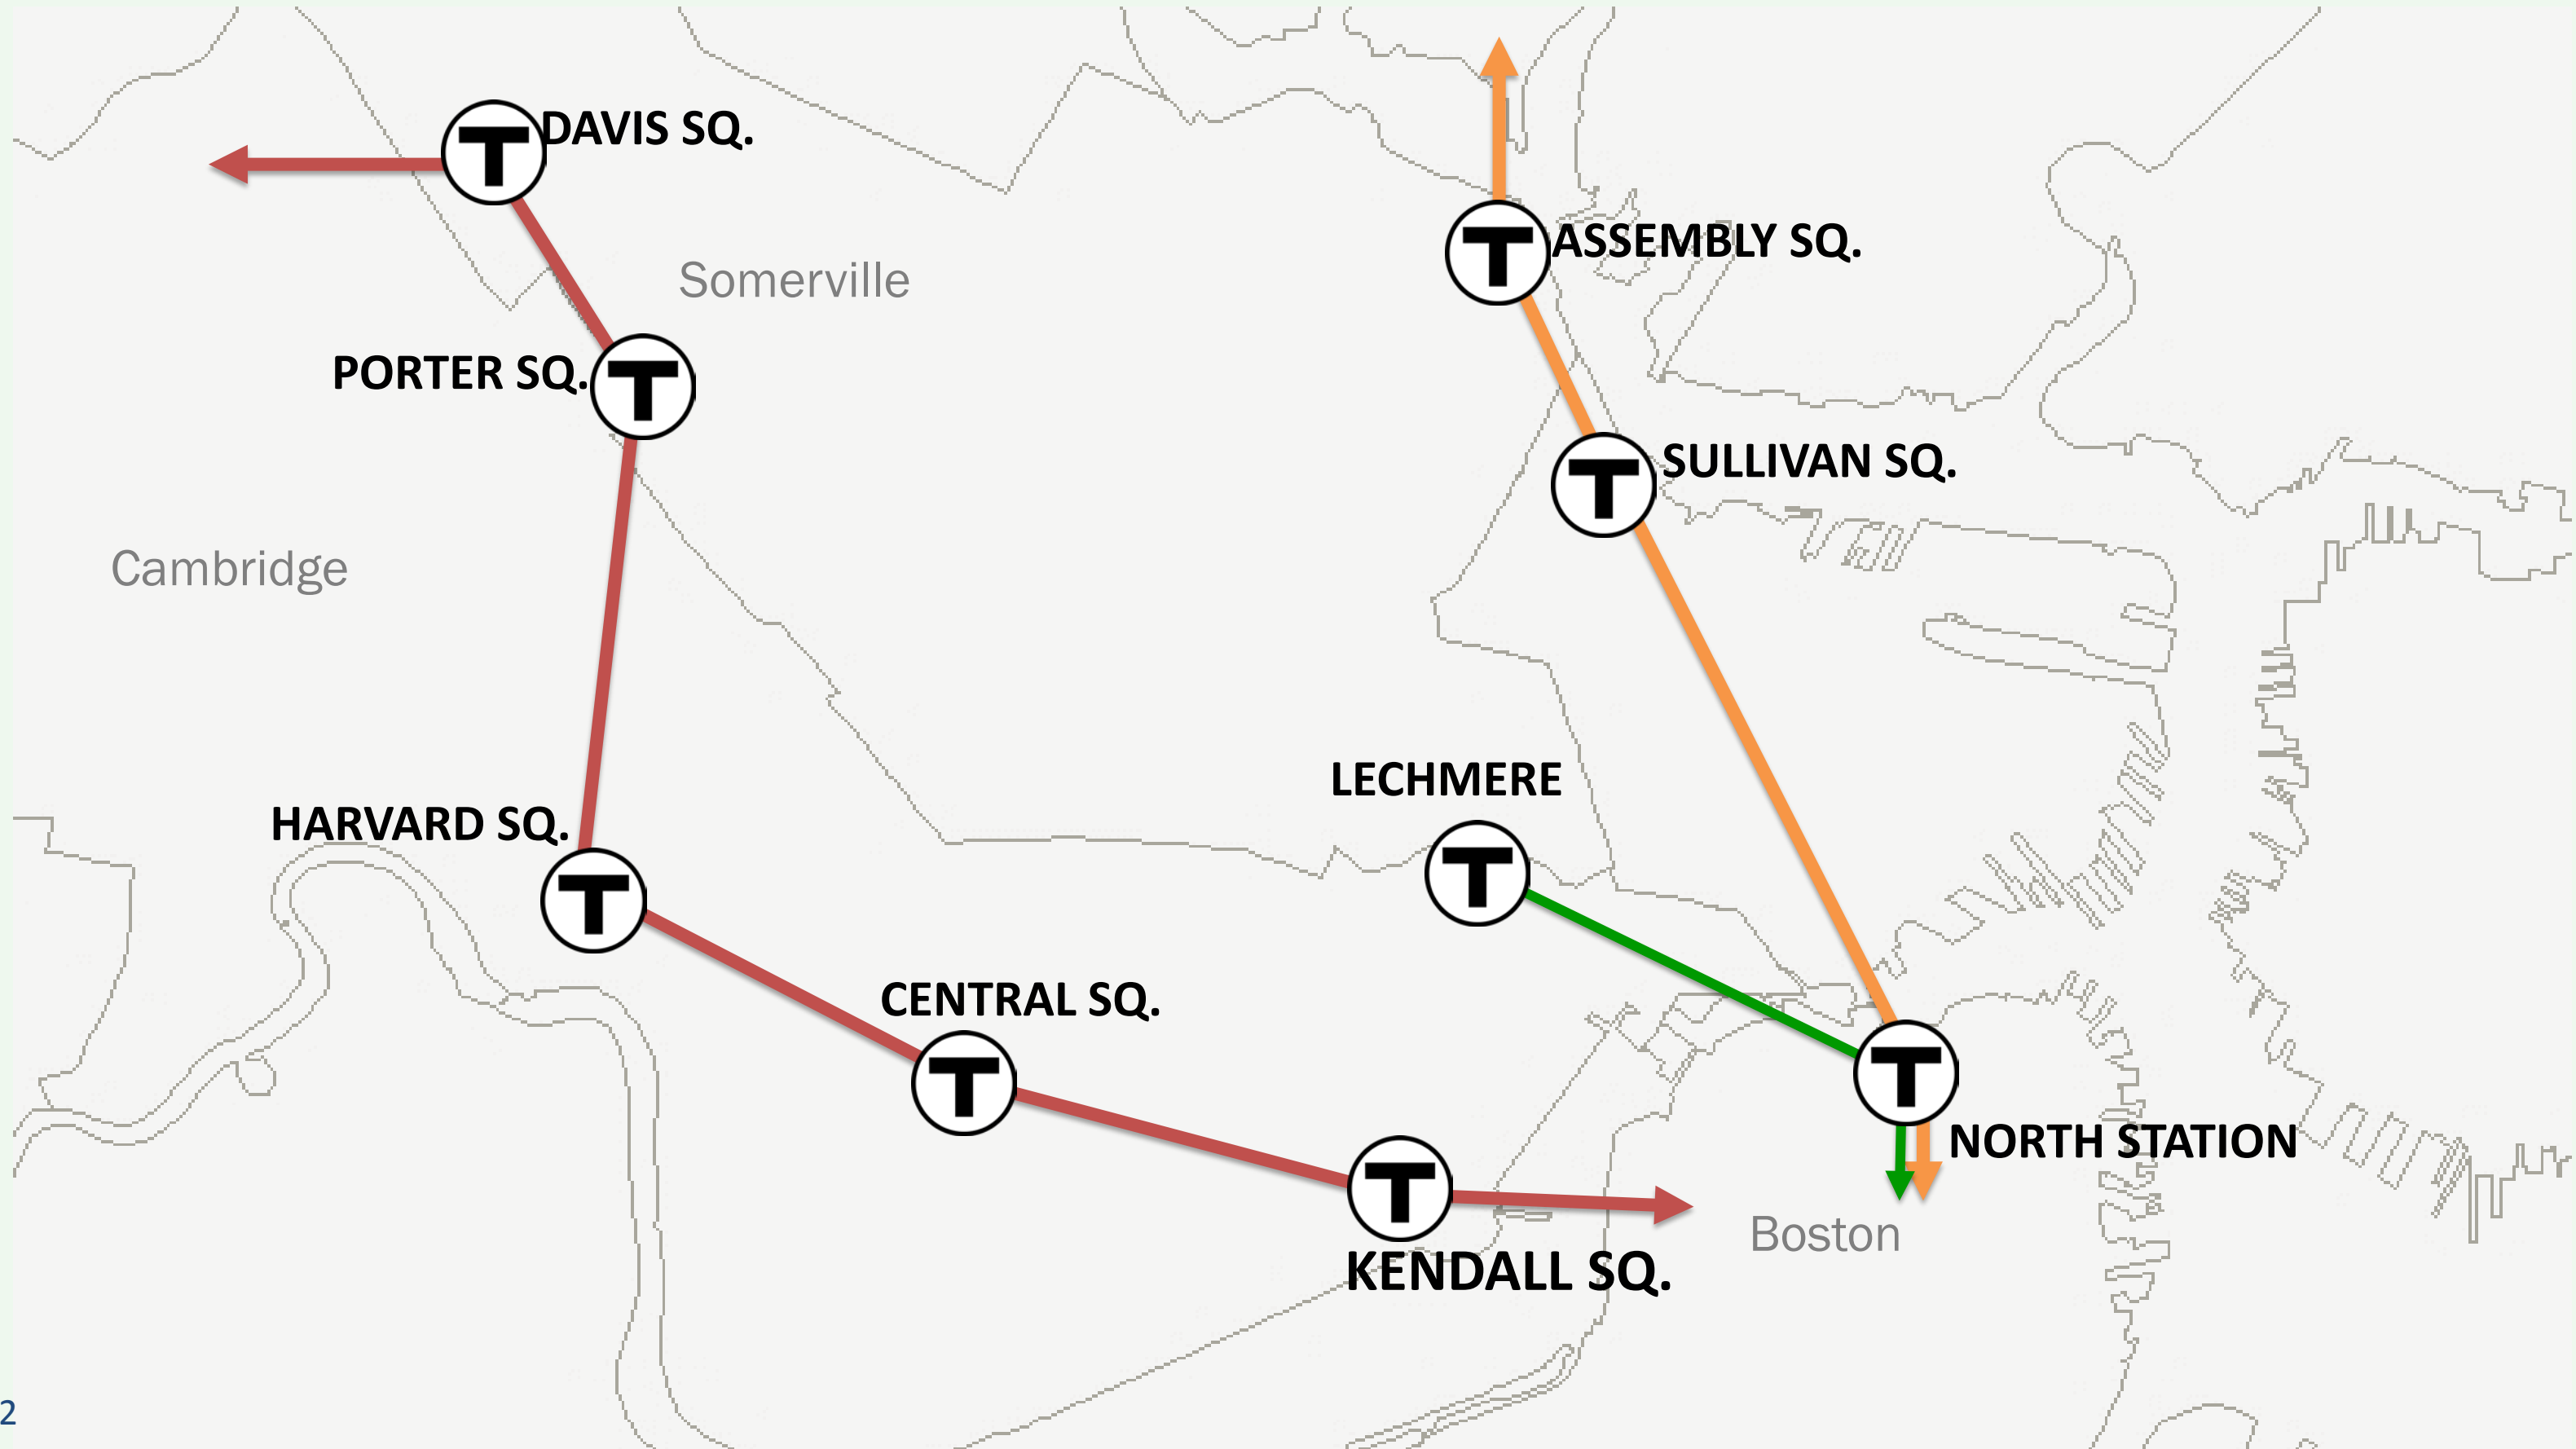 DAVIS SQ.
T
ASSEMBLY SQ.
T
Somerville
PORTER SQ.
T
SULLIVAN SQ.
T
Cambridge
LECHMERE
T
HARVARD SQ.
T
CENTRAL SQ.
T
T
NORTH STATION
T
Boston
KENDALL SQ.
2